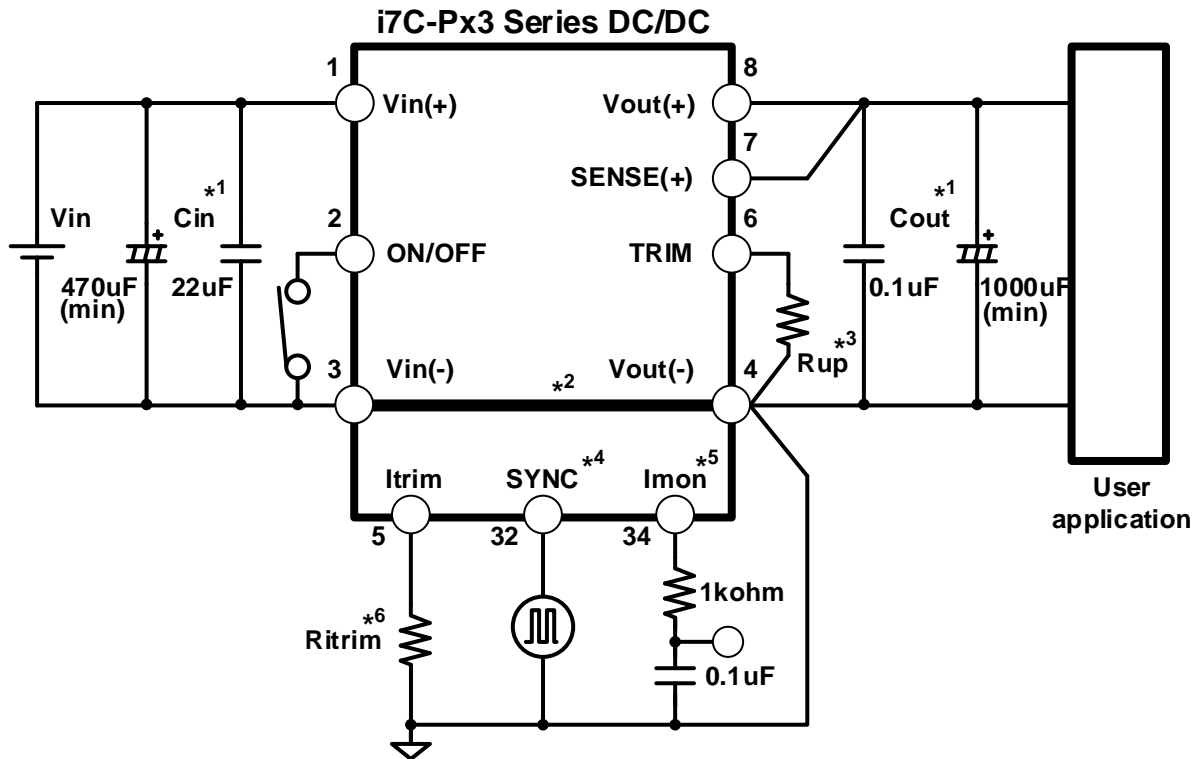 i7C-Px3 Series DC/DC
1
8
Vin(+)
Vout(+)
7
SENSE(+)
*1
Vin
Cin
2
6
Cout
*1
ON/OFF
TRIM
470uF
(min)
22uF
0.1uF
1000uF
(min)
Rup*3
3
Vin(-)
*2
Vout(-)
4
Itrim
SYNC*4
Imon*5
5
32
34
User
application
1kohm
Ritrim*6
0.1uF